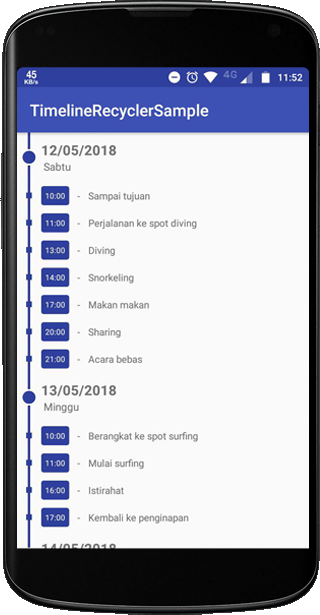 45
KB/s
4G
11:52
TimelineRecyclerSample
12/05/2018
Sabtu
10:00 - Sampai tujuan
11:00 - Perjalanan ke spot diving
13:00 - Diving
14:00 - Snorkeling
17:00 - Makan makan
20:00 - Sharing
21:00 - Acara bebas
13/05/2018
Minggu
10:00 - Berangkat ke spot surfing
11:00 - Mulai surfing
16:00 - Istirahat
17:00 - Kembali ke penginapan
14/05/2018